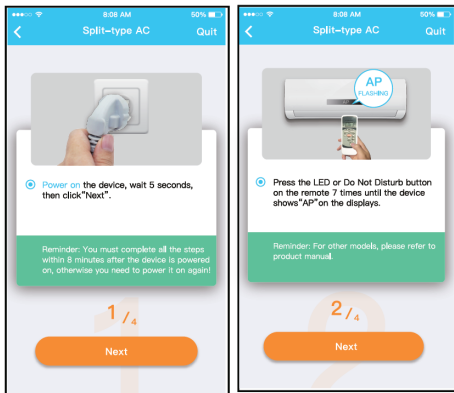 8:08 AM
50%
Split-type AC
Quit
Power on the device, wait 5 seconds,
then click"Next".
Reminder: You must complete all the steps
within 8 minutes after the device is powered
on, otherwise you need to power it on again!
1/4
Next
8:08 AM
50%
Split-type AC
Quit
AP
FLASHING
Press the LED or Do Not Disturb button
on the remote 7 times until the device
shows"AP"on the displays.
Reminder: For other models, please refer to
product manual.
2/4
Next